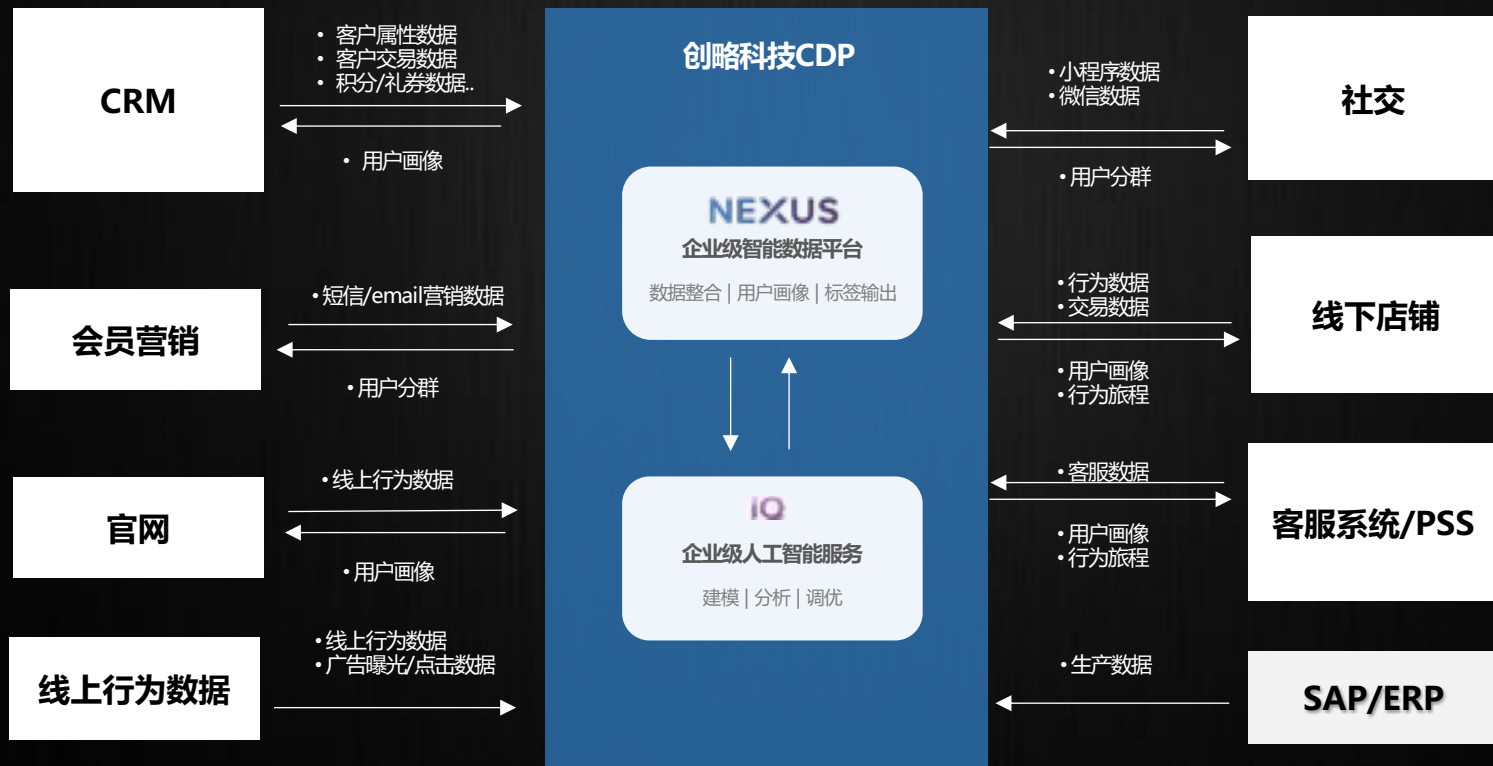 CRM
• 客户属性数据
• 客户交易数据
• 积分/礼券数据..
• 用户画像
会员营销
• 短信/email营销数据
• 用户分群
官网
• 线上行为数据
• 用户画像
线上行为数据
• 线上行为数据
• 广告曝光/点击数据
创略科技CDP
NEXUS
企业级智能数据平台
数据整合 | 用户画像 | 标签输出
iQ
企业级人工智能服务
建模 | 分析 | 调优
• 小程序数据
• 微信数据
• 用户分群
社交
• 行为数据
• 交易数据
• 用户画像
• 行为旅程
线下店铺
• 客服数据
• 用户画像
• 行为旅程
客服系统/PSS
• 生产数据
SAP/ERP